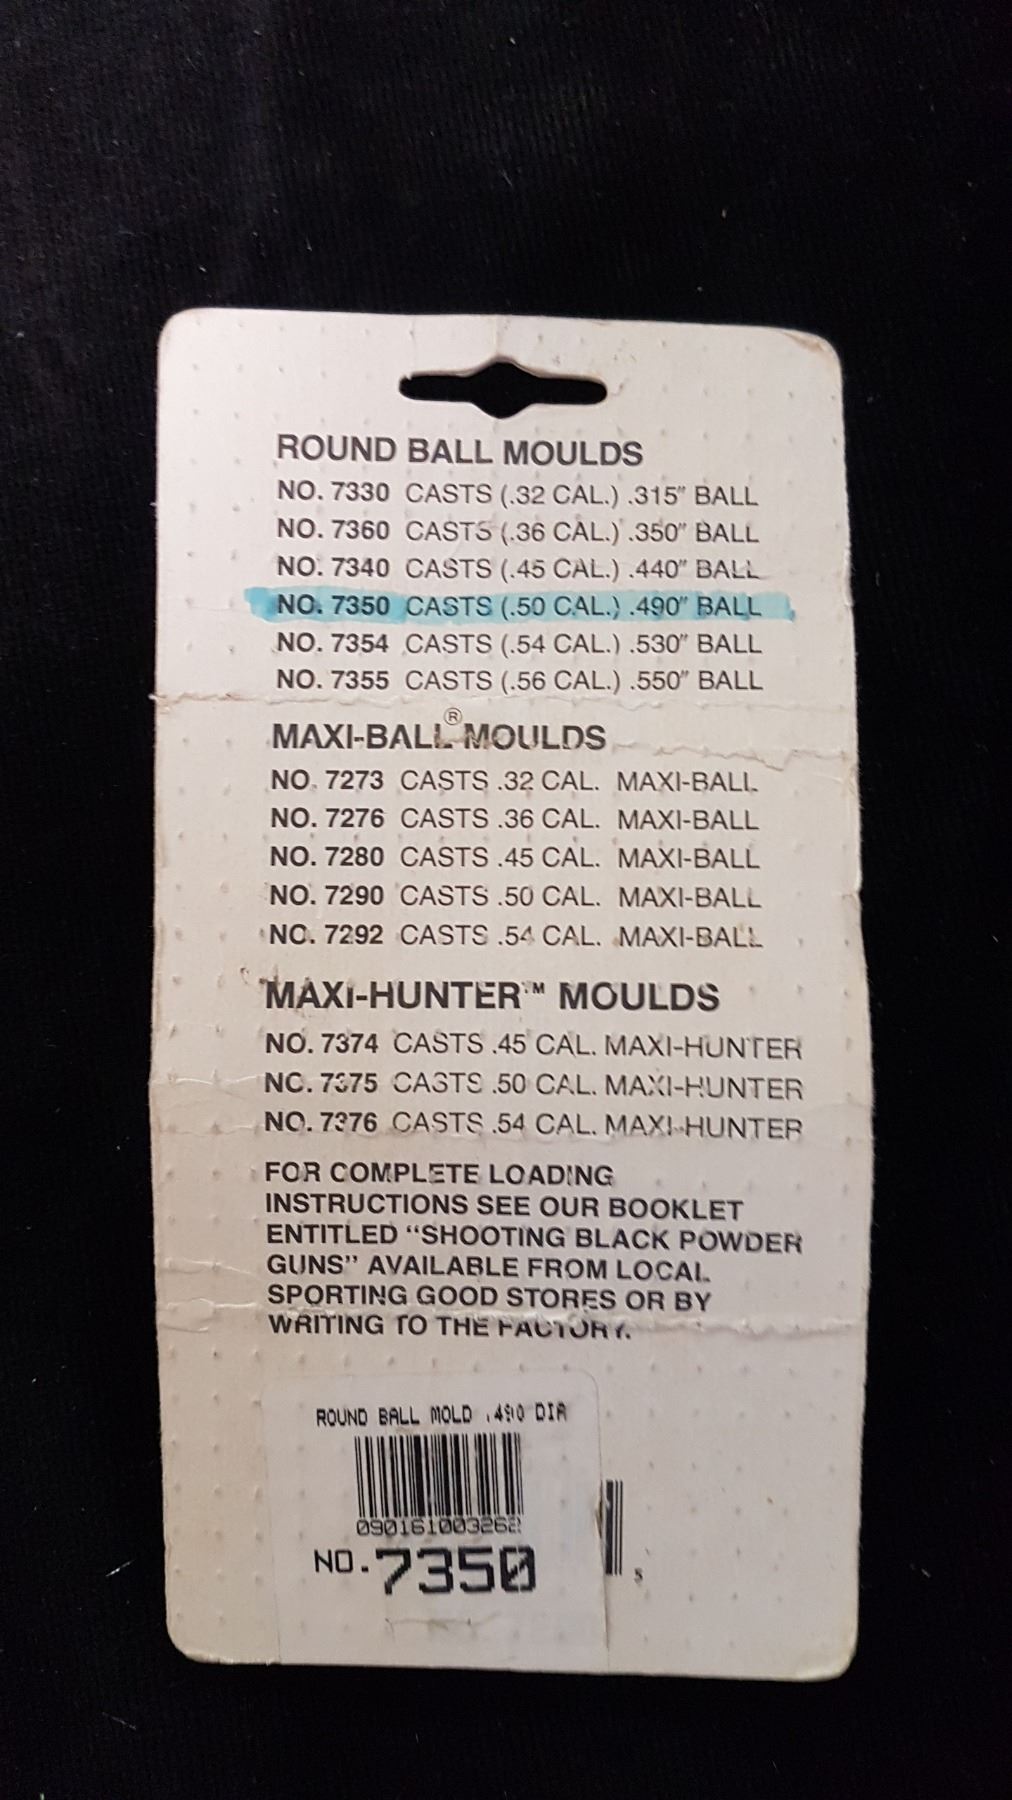 ROUND BALL MOULDS
NO. 7330 CASTS (.32 CAL.) .315" BALL
NO. 7360 CASTS (.36 CAL.) .350" BALL
NO. 7340 CASTS (.45 CAL.) .440" BALL
NO. 7350 CASTS (.50 CAL.) .490" BALL
NO. 7354 CASTS (.54 CAL.) .530" BALL
NO. 7355 CASTS (.56 CAL.) .550" BALL
MAXI-BALL® MOULDS
NO. 7273 CASTS .32 CAL. MAXI-BALL
NO. 7276 CASTS .36 CAL. MAXI-BALL
NO. 7280 CASTS .45 CAL. MAXI-BALL
NO. 7290 CASTS .50 CAL. MAXI-BALL
NO. 7292 CASTS .54 CAL. MAXI-BALL
MAXI-HUNTER™ MOULDS
NO. 7374 CASTS .45 CAL. MAXI-HUNTER
NO. 7375 CASTS .50 CAL. MAXI-HUNTER
NO. 7376 CASTS .54 CAL. MAXI-HUNTER
FOR COMPLETE LOADING
INSTRUCTIONS SEE OUR BOOKLET
ENTITLED "SHOOTING BLACK POWDER
GUNS" AVAILABLE FROM LOCAL
SPORTING GOOD STORES OR BY
WRITING TO THE FACTORY.
ROUND BALL MOLD .490 DIA
090161003262
NO. 7350
5